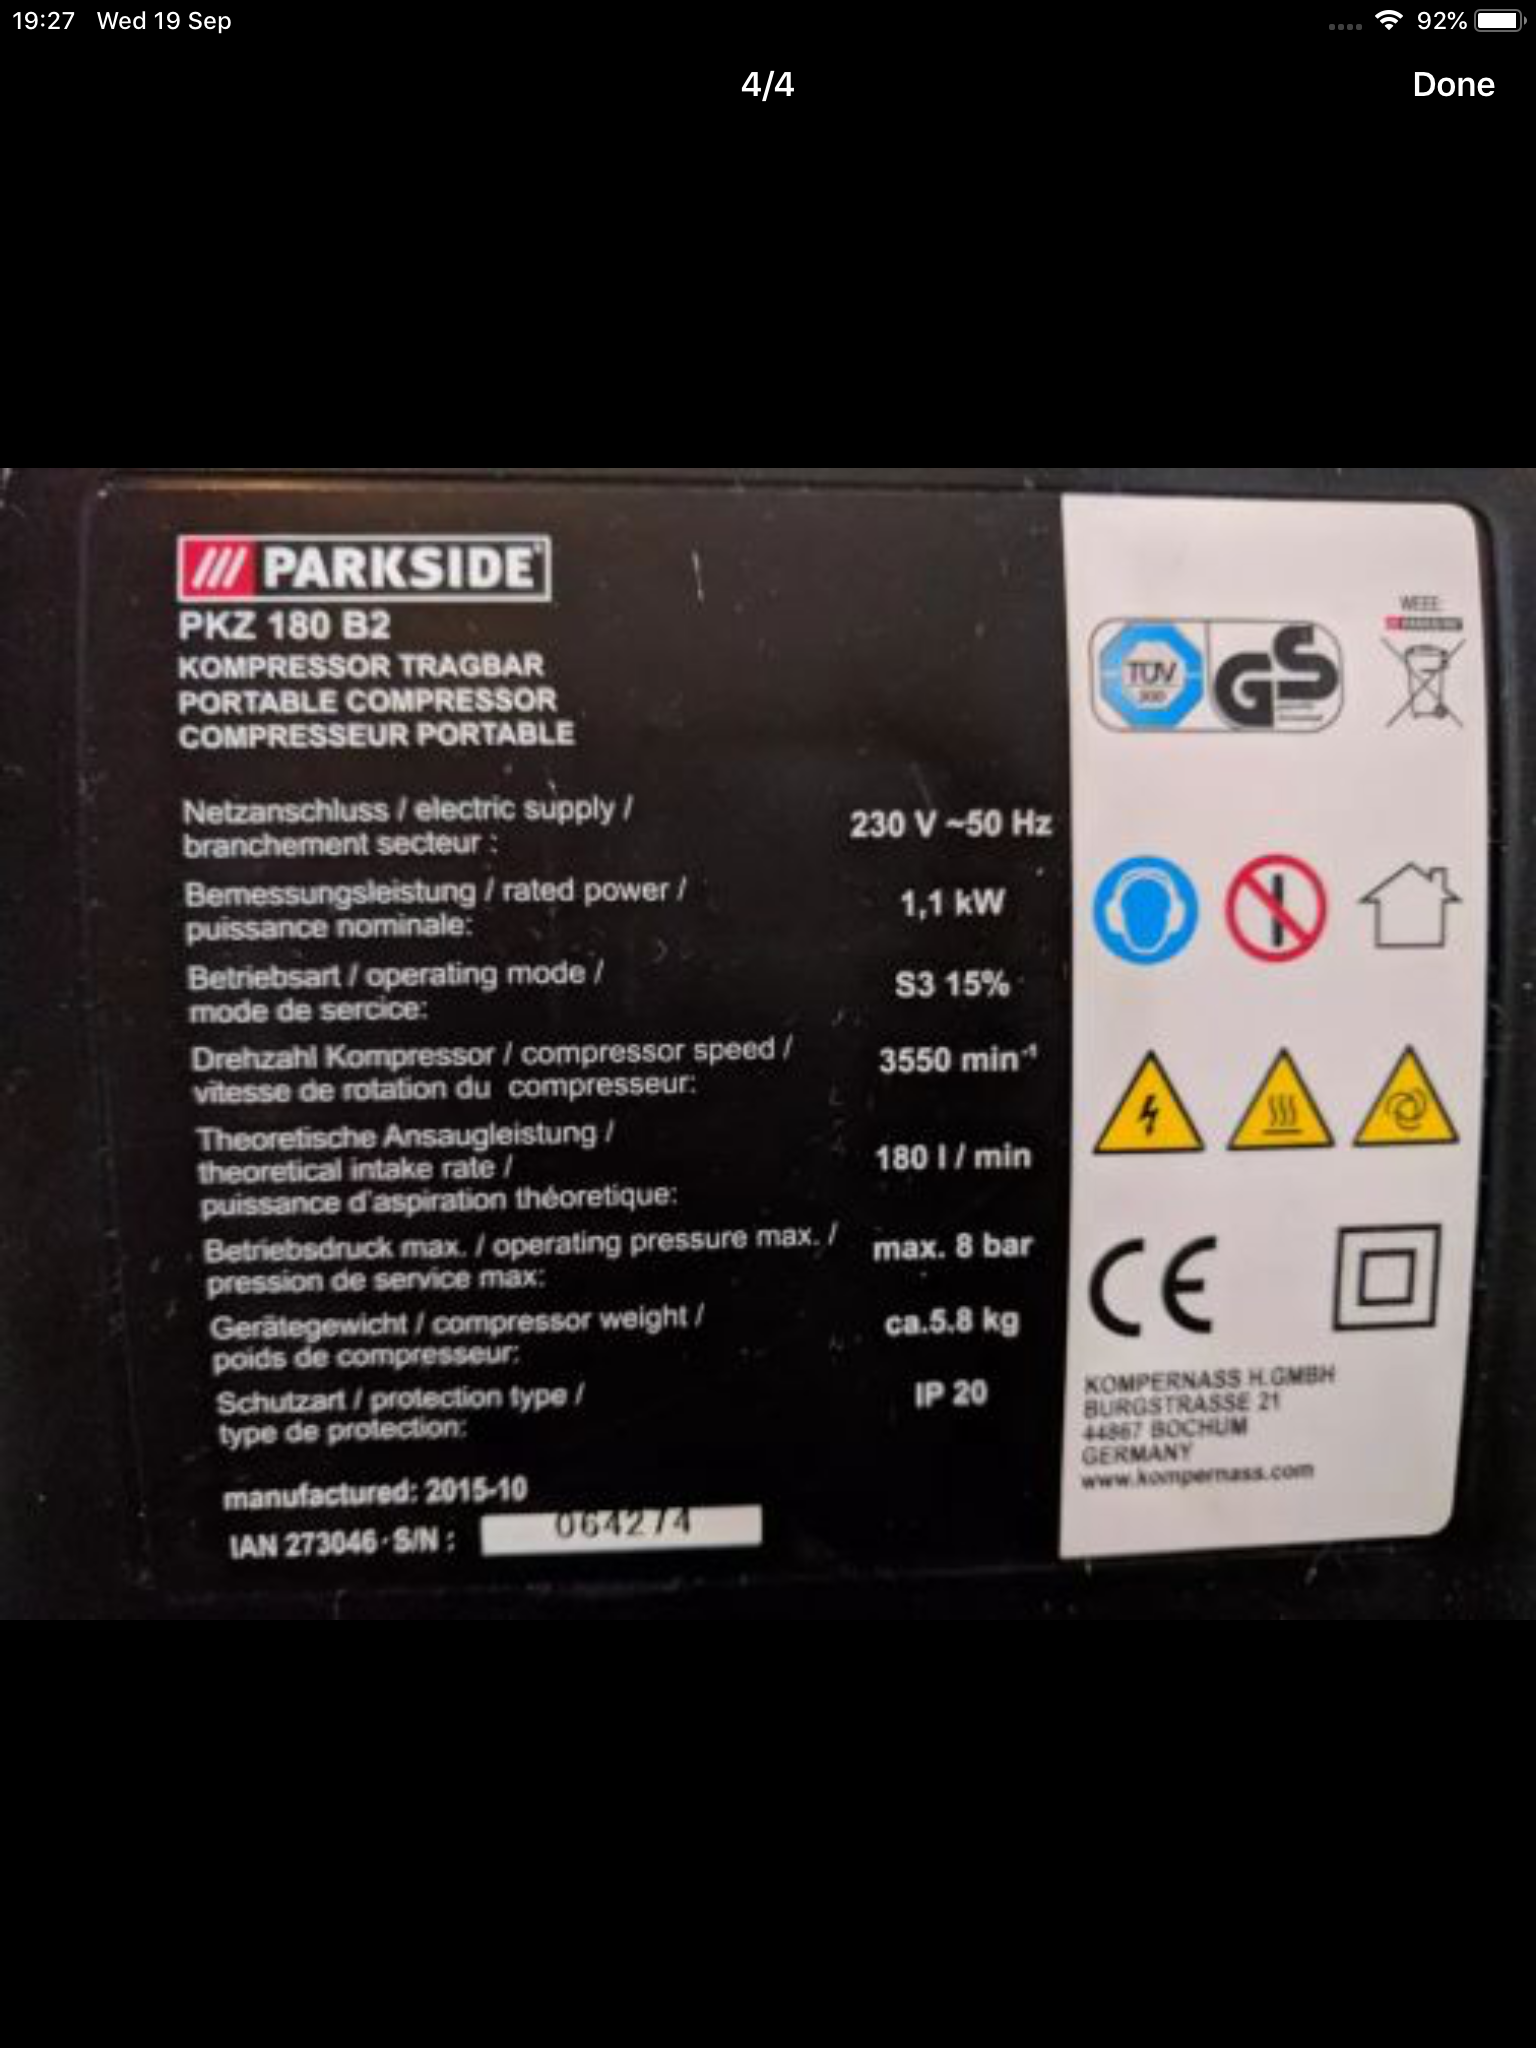 19:27 Wed 19 Sep
92%
4/4
Done
PARKSIDE®
PKZ 180 B2
KOMPRESSOR TRAGBAR
PORTABLE COMPRESSOR
COMPRESSEUR PORTABLE
Netzanschluss / electric supply /
branchement secteur :
230 V ~50 Hz
Bemessungsleistung / rated power /
puissance nominale:
1,1 kW
Betriebsart / operating mode /
mode de sercice:
S3 15%
Drehzahl Kompressor / compressor speed /
vitesse de rotation du compresseur:
3550 min⁻¹
Theoretische Ansaugleistung /
theoretical intake rate /
puissance d'aspiration théoretique:
180 l / min
Betriebsdruck max. / operating pressure max. /
pression de service max:
max. 8 bar
Gerätegewicht / compressor weight /
poids de compresseur:
ca.5.8 kg
Schutzart / protection type /
type de protection:
IP 20
manufactured: 2015-10
IAN 273046 · S/N :
064274
TÜV
GS
WEEE:
CE
KOMPERNASS H.GMBH
BURGSTRASSE 21
44867 BOCHUM
GERMANY
www.kompernass.com